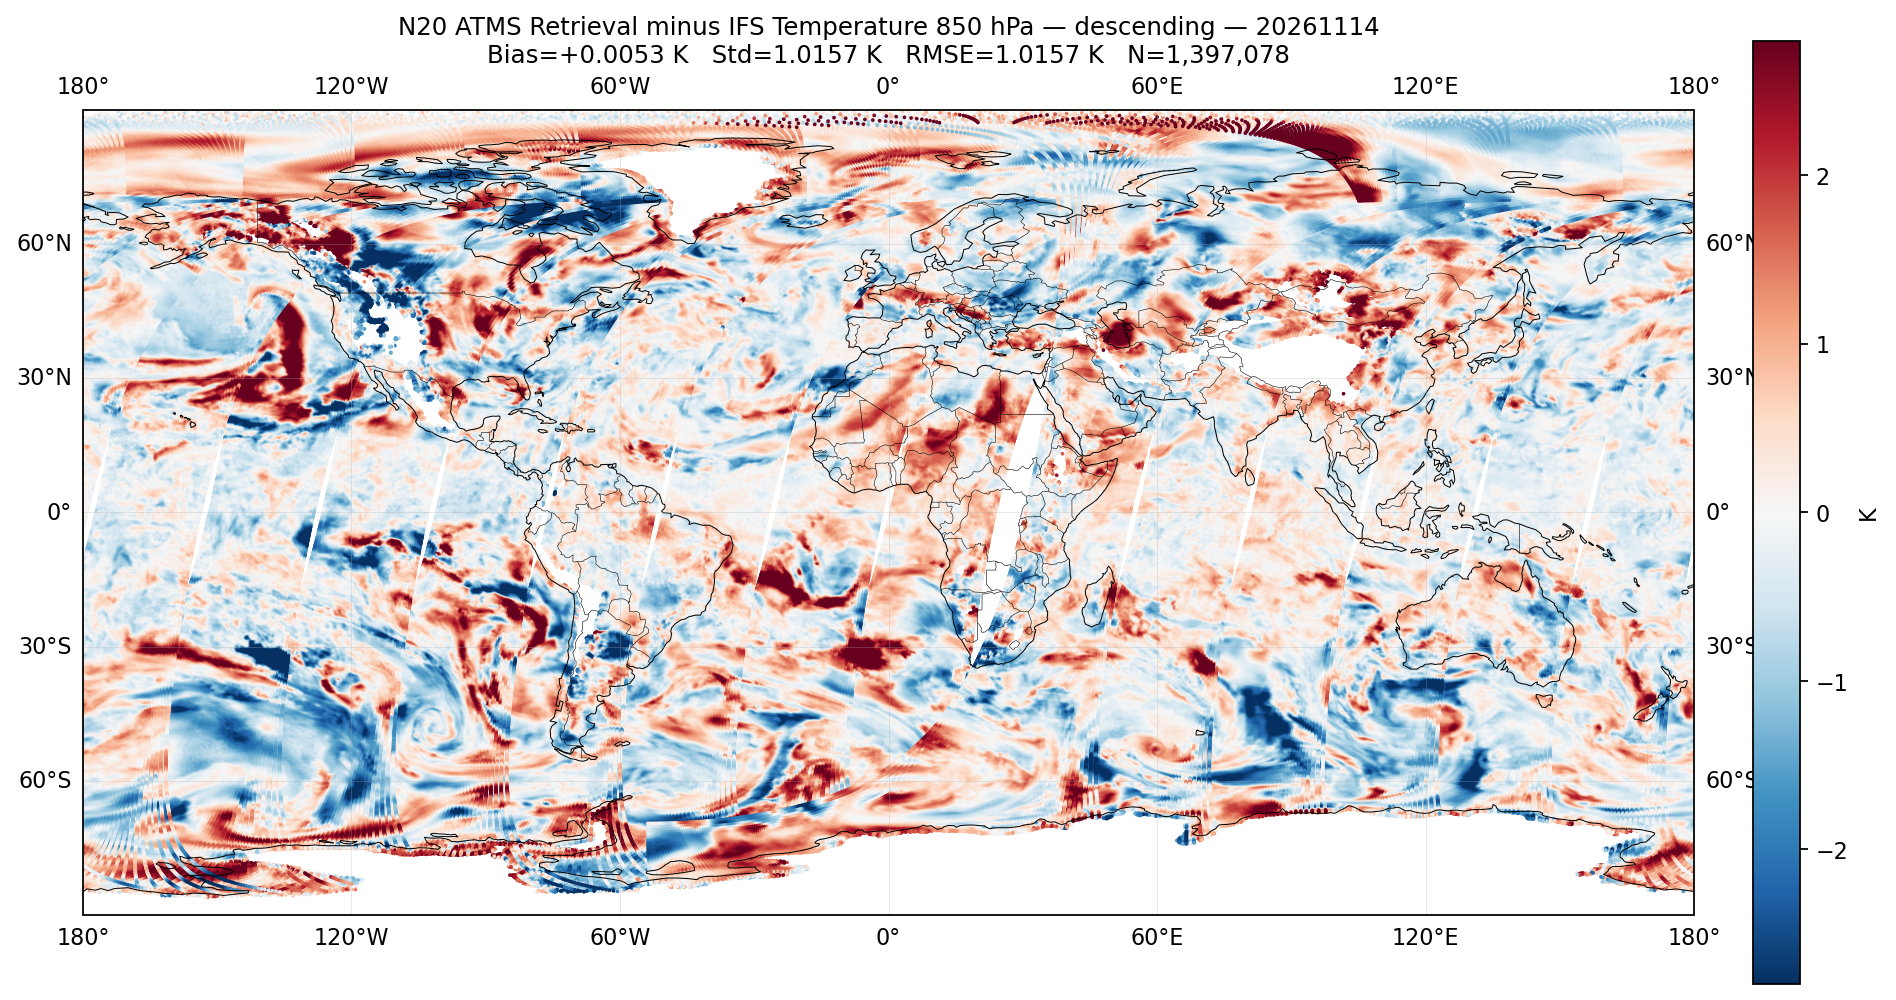 N20 ATMS Retrieval minus IFS Temperature 850 hPa — descending — 20261114
Bias=+0.0053 K Std=1.0157 K RMSE=1.0157 K N=1,397,078
180° 120°W 60°W 0° 60°E 120°E 180°
60°N 60°N
30°N 30°N
0° 0°
30°S 30°S
60°S 60°S
180° 120°W 60°W 0° 60°E 120°E 180°
2
1
0
−1
−2
K